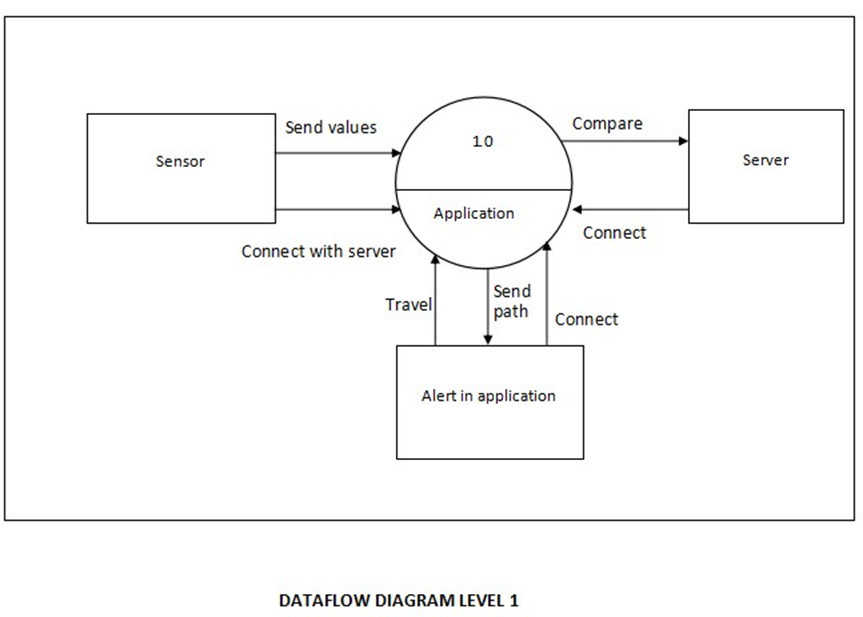 Send values
Compare
1.0
Sensor
Server
Application
Connect
Connect with server
Travel
Send
path
Connect
Alert in application
DATAFLOW DIAGRAM LEVEL 1